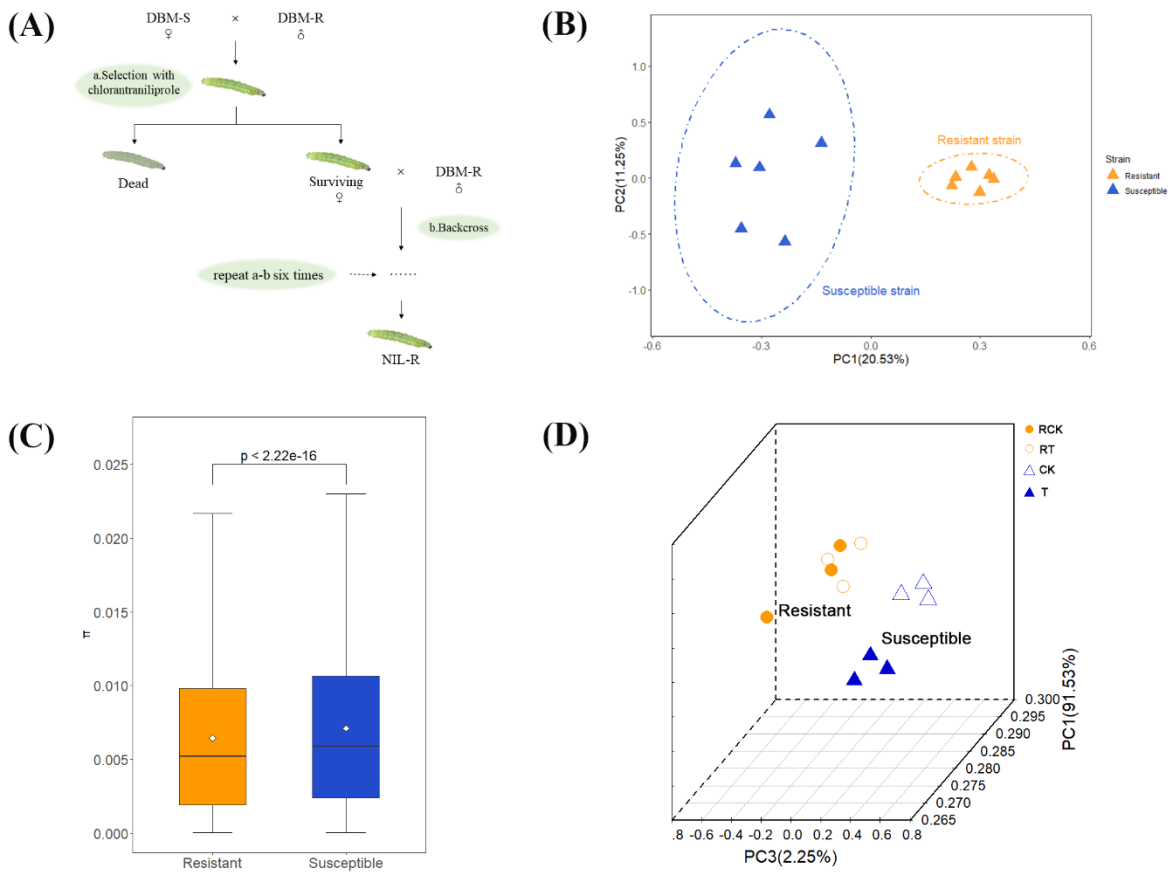 (A)
DBM-S × DBM-R
♀ ♂
a.Selection with
chlorantraniliprole
Dead
Surviving × DBM-R
♀ ♂
b.Backcross
repeat a-b six times
......
NIL-R
(B)
PC2(11.25%)
1.0
0.5
0.0
-0.5
-1.0
Resistant strain
Susceptible strain
-0.6 -0.3 0.0 0.3 0.6
PC1(20.53%)
Strain
Resistant
Susceptible
(C)
p < 2.22e-16
π
0.025
0.020
0.015
0.010
0.005
0.000
Resistant Susceptible
(D)
RCK
RT
CK
T
Resistant
Susceptible
PC1(91.53%)
0.300
0.295
0.290
0.285
0.280
0.275
0.270
0.265
.8 -0.6 -0.4 -0.2 0.0 0.2 0.4 0.6 0.8
PC3(2.25%)